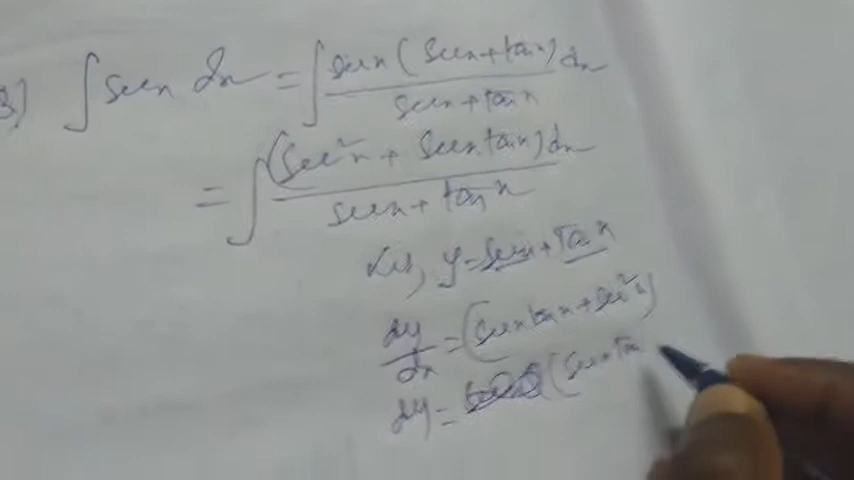 3) ∫ secx dx = ∫ secx (secx + tanx) dx / secx + tanx
= ∫ (sec²x + secx tanx) dx / secx + tanx
Let, y = secx + tanx
dy/dx = (secx tanx + sec²x)
dy = (secx tanx